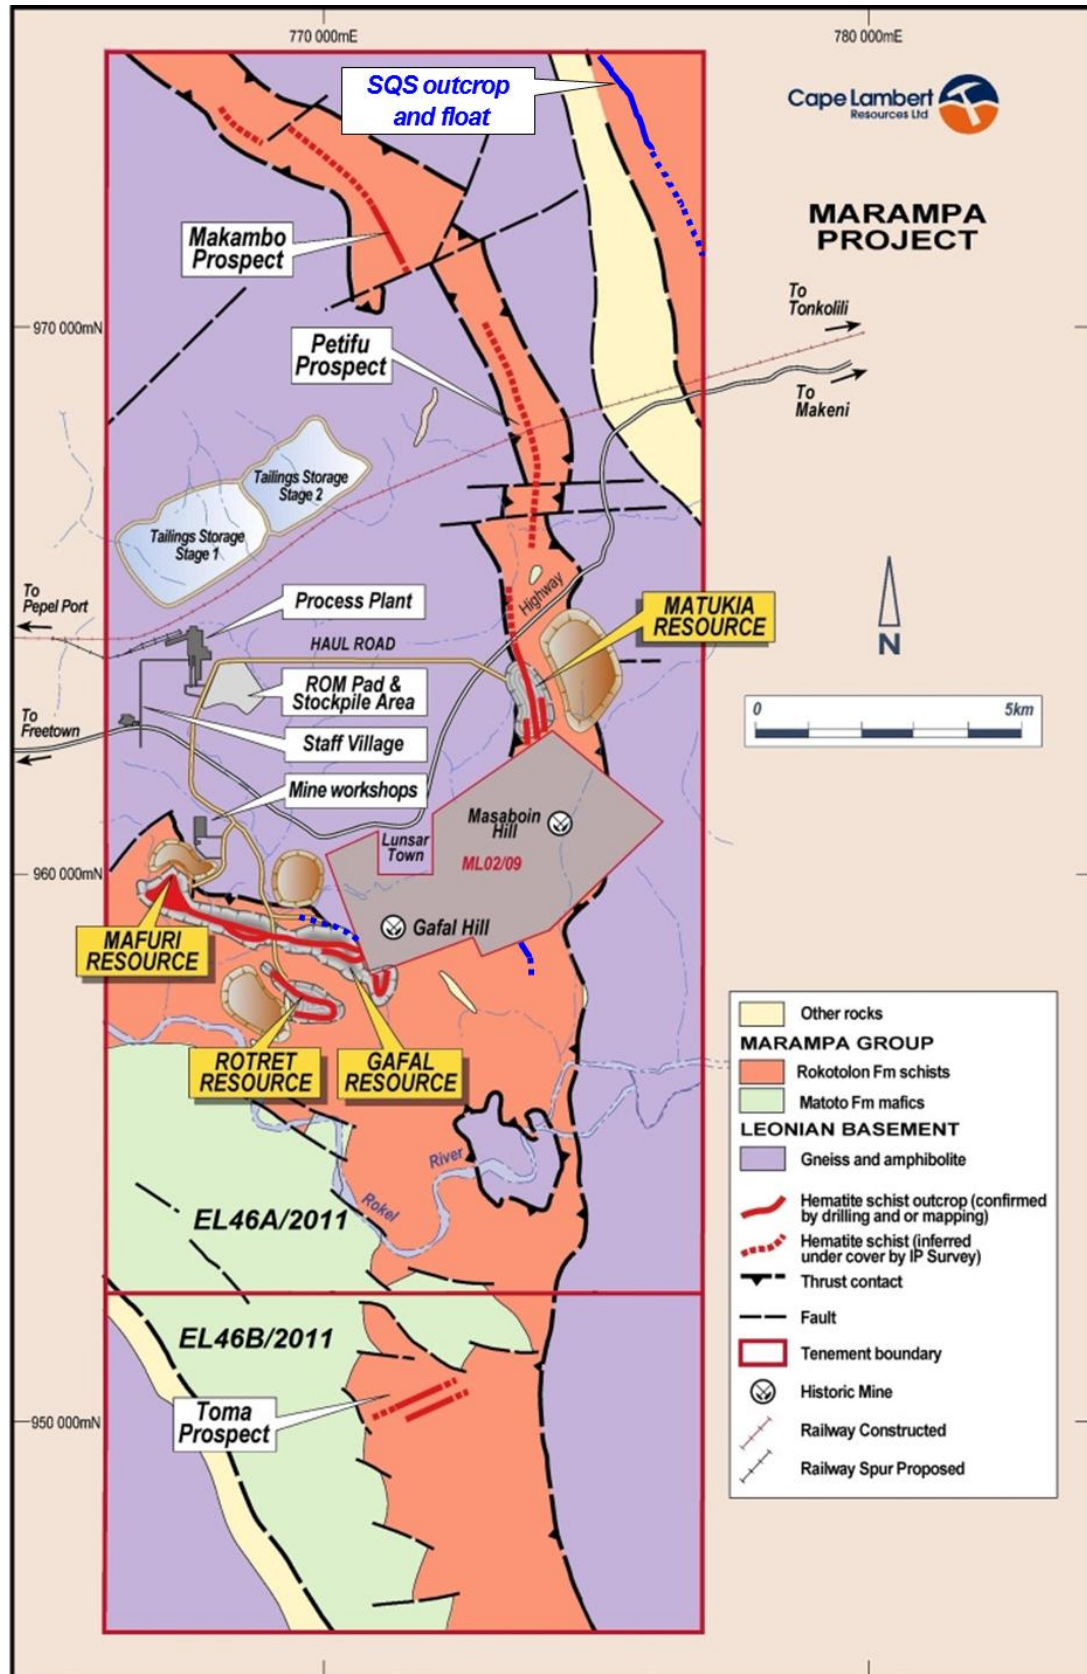 770 000mE
780 000mE
SQS outcrop
and float
Cape Lambert
Resources Ltd
MARAMPA
PROJECT
Makambo
Prospect
To
Tonkolili
970 000mN
Petifu
Prospect
To
Makeni
Tailings Storage
Stage 2
Tailings Storage
Stage 1
To
Pepel Port
Process Plant
Highway
MATUKIA
RESOURCE
HAUL ROAD
N
ROM Pad &
Stockpile Area
To
Freetown
Staff Village
0
5km
Mine workshops
Masaboin
Hill
Lunsar
Town
ML02/09
960 000mN
Gafal Hill
MAFURI
RESOURCE
ROTRET
RESOURCE
GAFAL
RESOURCE
River
Rokel
EL46A/2011
EL46B/2011
Toma
Prospect
950 000mN
Other rocks
MARAMPA GROUP
Rokotolon Fm schists
Matoto Fm mafics
LEONIAN BASEMENT
Gneiss and amphibolite
Hematite schist outcrop (confirmed
by drilling and or mapping)
Hematite schist (inferred
under cover by IP Survey)
Thrust contact
Fault
Tenement boundary
Historic Mine
Railway Constructed
Railway Spur Proposed